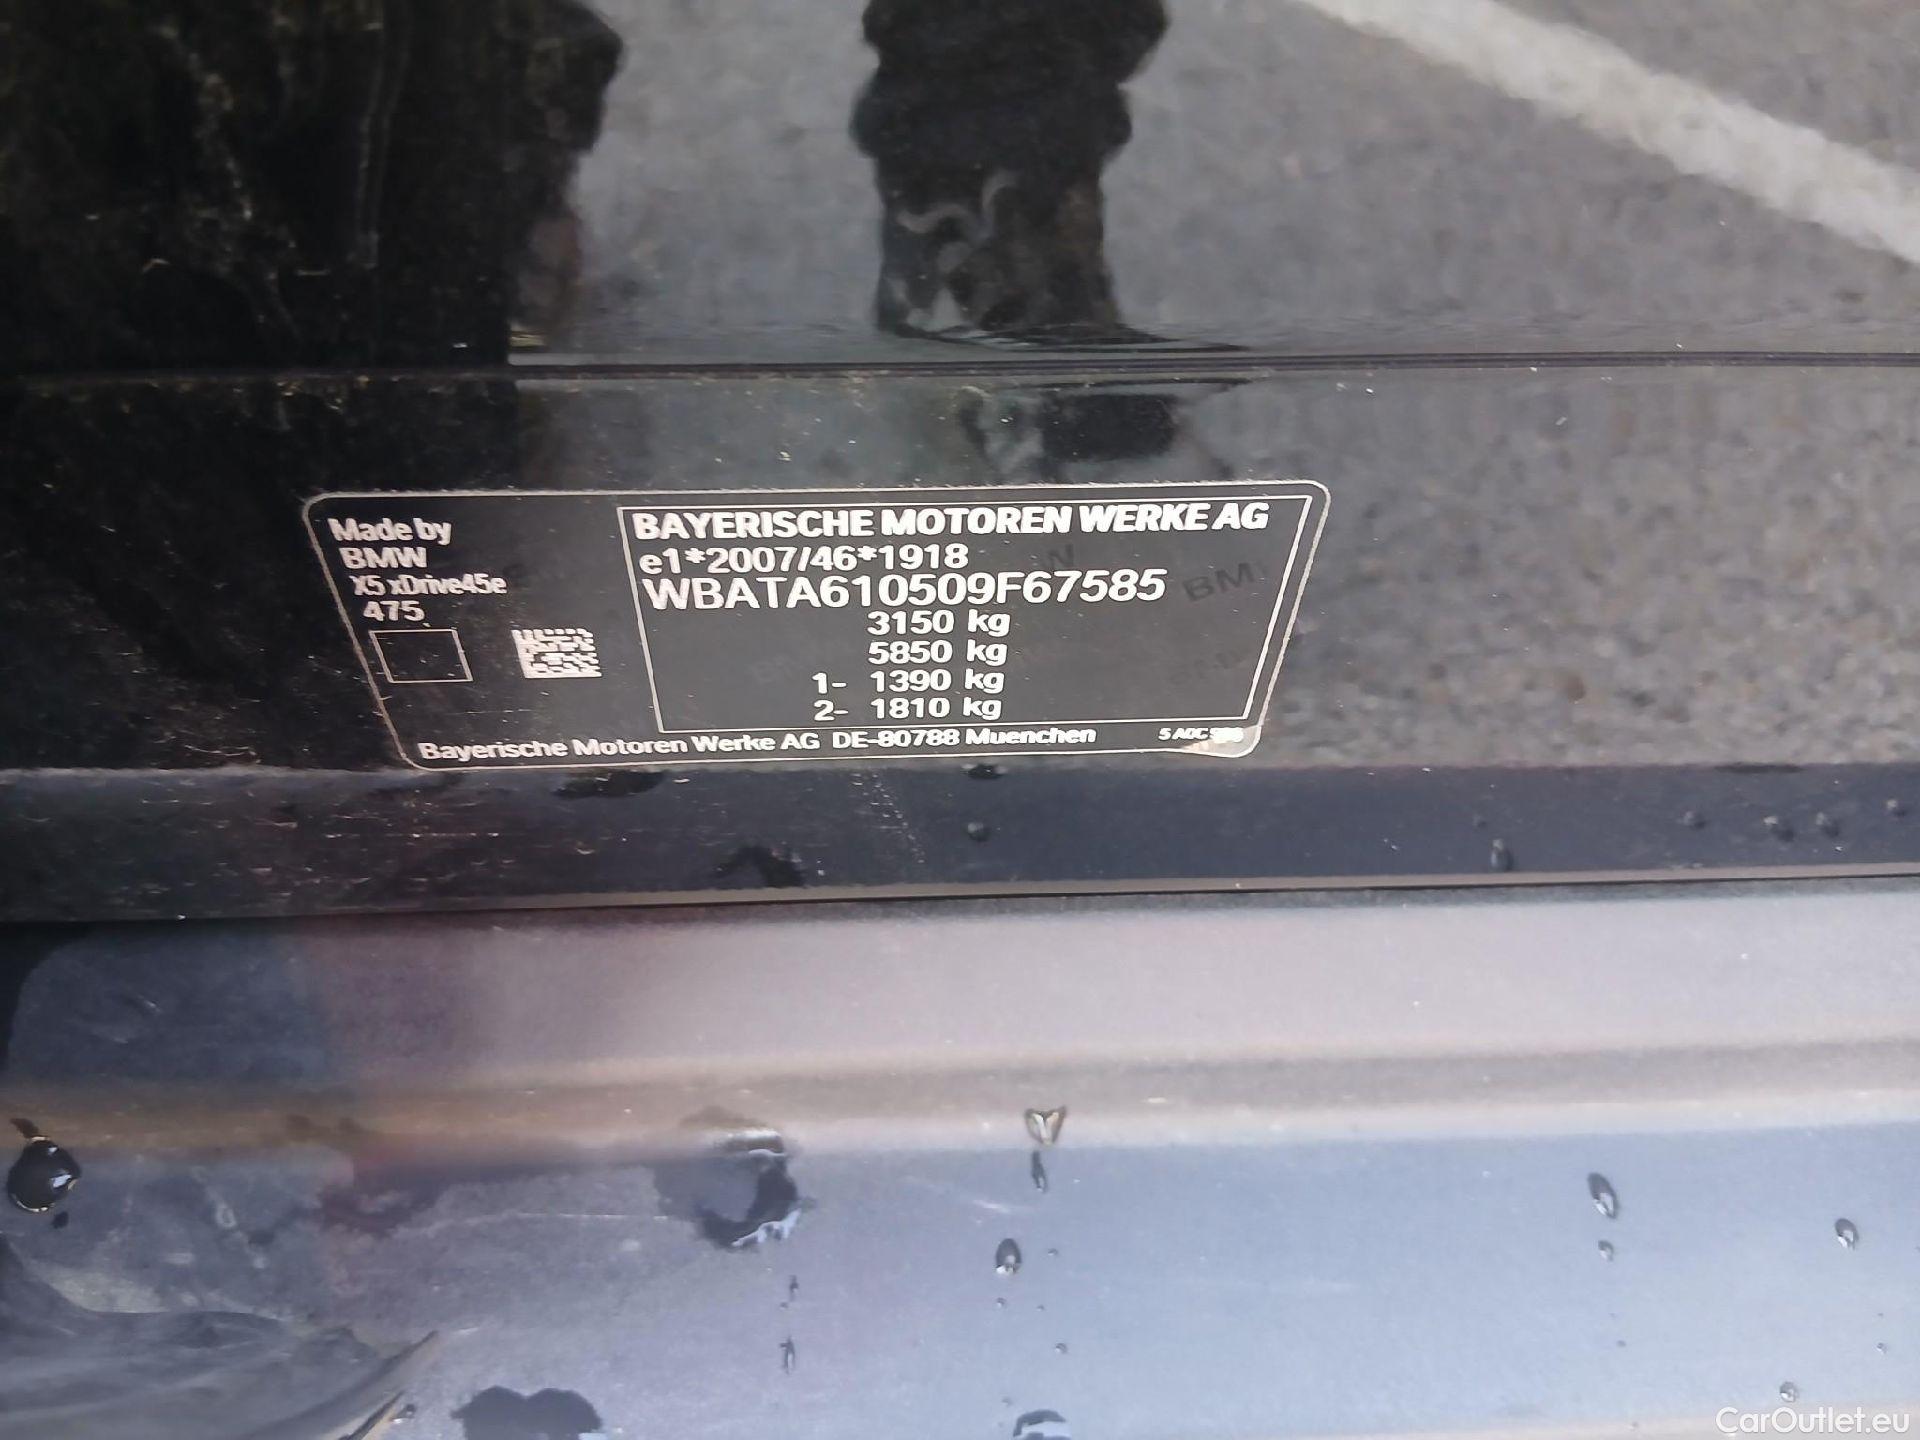 Made by
BMW
X5 xDrive45e
475
BAYERISCHE MOTOREN WERKE AG
e1*2007/46*1918
WBATA610509F67585
3150 kg
5850 kg
1- 1390 kg
2- 1810 kg
Bayerische Motoren Werke AG DE-80788 Muenchen
CarOutlet.eu